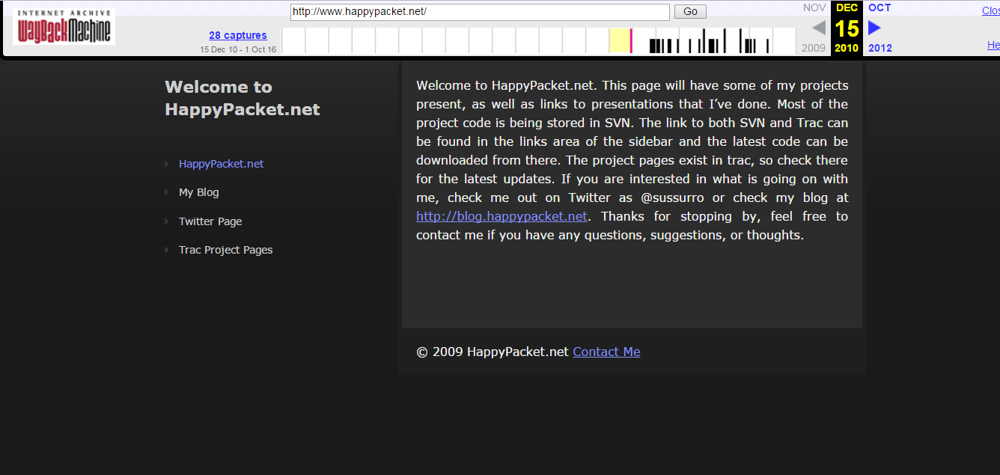 INTERNET ARCHIVE
WayBackMachine
http://www.happypacket.net/
Go
28 captures
15 Dec 10 - 1 Oct 16
NOV
DEC
OCT
15
2009
2010
2012
Welcome to
HappyPacket.net
HappyPacket.net
My Blog
Twitter Page
Trac Project Pages
Welcome to HappyPacket.net. This page will have some of my projects
present, as well as links to presentations that I’ve done. Most of the
project code is being stored in SVN. The link to both SVN and Trac can
be found in the links area of the sidebar and the latest code can be
downloaded from there. The project pages exist in trac, so check there
for the latest updates. If you are interested in what is going on with
me, check me out on Twitter as @sussurro or check my blog at
http://blog.happypacket.net. Thanks for stopping by, feel free to
contact me if you have any questions, suggestions, or thoughts.
© 2009 HappyPacket.net Contact Me